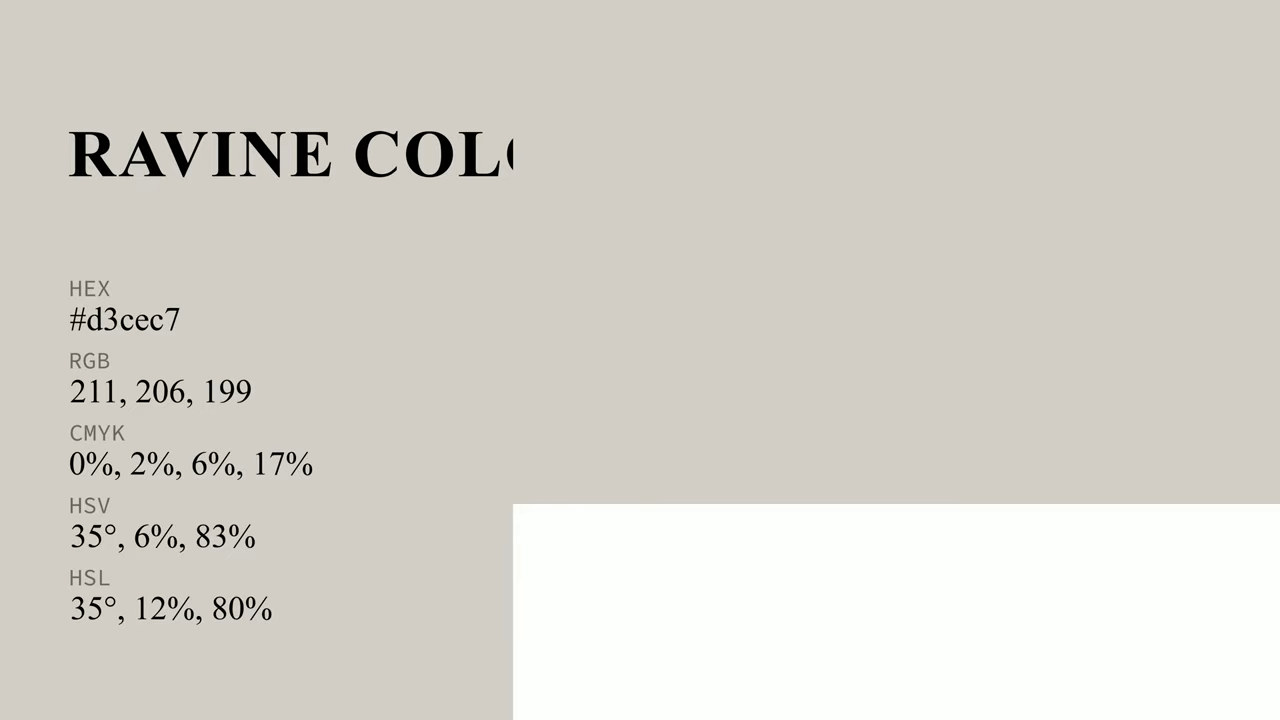 RAVINE COL
HEX
#d3cec7
RGB
211, 206, 199
CMYK
0%, 2%, 6%, 17%
HSV
35°, 6%, 83%
HSL
35°, 12%, 80%